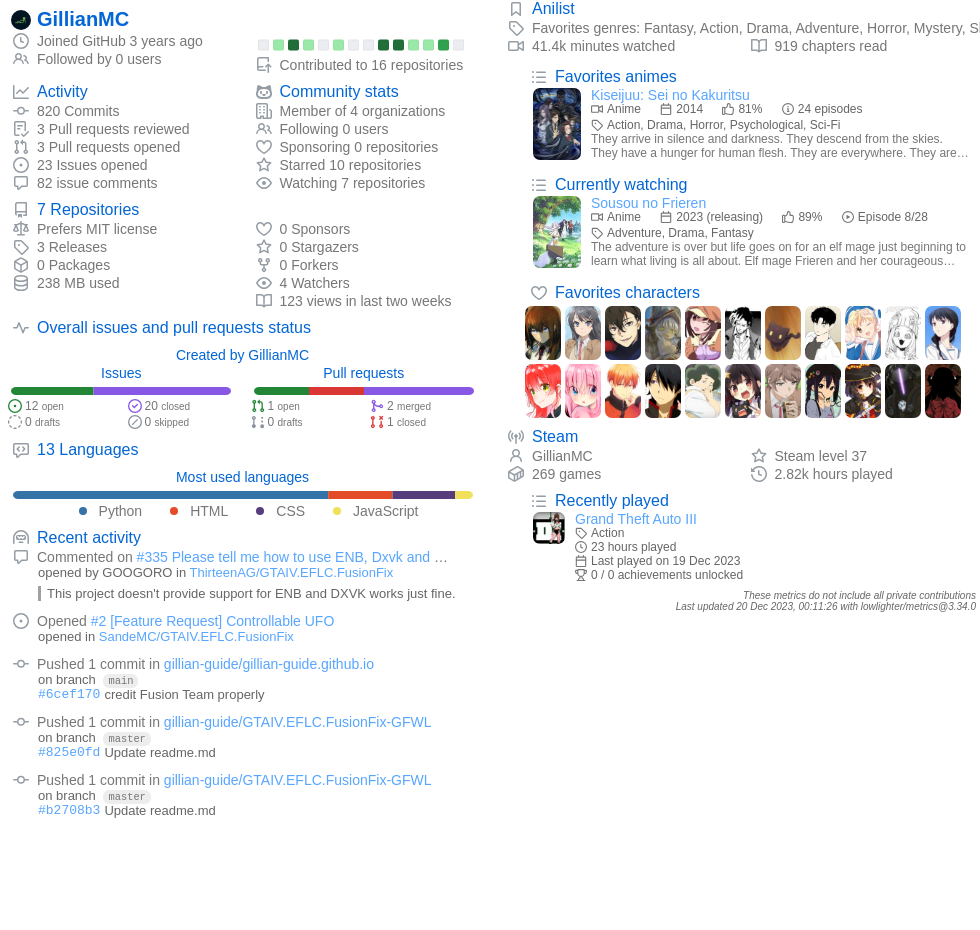 GillianMC
Joined GitHub 3 years ago
Followed by 0 users
Contributed to 16 repositories
Activity
820 Commits
3 Pull requests reviewed
3 Pull requests opened
23 Issues opened
82 issue comments
Community stats
Member of 4 organizations
Following 0 users
Sponsoring 0 repositories
Starred 10 repositories
Watching 7 repositories
7 Repositories
Prefers MIT license
3 Releases
0 Packages
238 MB used
0 Sponsors
0 Stargazers
0 Forkers
4 Watchers
123 views in last two weeks
Overall issues and pull requests status
Created by GillianMC
Issues
12 open
20 closed
0 drafts
0 skipped
Pull requests
1 open
2 merged
0 drafts
1 closed
13 Languages
Most used languages
Python HTML CSS JavaScript
Recent activity
Commented on #335 Please tell me how to use ENB, Dxvk and …
opened by GOOGORO in ThirteenAG/GTAIV.EFLC.FusionFix
This project doesn't provide support for ENB and DXVK works just fine.
Opened #2 [Feature Request] Controllable UFO
opened in SandeMC/GTAIV.EFLC.FusionFix
Pushed 1 commit in gillian-guide/gillian-guide.github.io
on branch main
#6cef170 credit Fusion Team properly
Pushed 1 commit in gillian-guide/GTAIV.EFLC.FusionFix-GFWL
on branch master
#825e0fd Update readme.md
Pushed 1 commit in gillian-guide/GTAIV.EFLC.FusionFix-GFWL
on branch master
#b2708b3 Update readme.md
Anilist
Favorites genres: Fantasy, Action, Drama, Adventure, Horror, Mystery, Sl
41.4k minutes watched
919 chapters read
Favorites animes
Kiseijuu: Sei no Kakuritsu
Anime 2014 81% 24 episodes
Action, Drama, Horror, Psychological, Sci-Fi
They arrive in silence and darkness. They descend from the skies.
They have a hunger for human flesh. They are everywhere. They are…
Currently watching
Sousou no Frieren
Anime 2023 (releasing) 89% Episode 8/28
Adventure, Drama, Fantasy
The adventure is over but life goes on for an elf mage just beginning to
learn what living is all about. Elf mage Frieren and her courageous…
Favorites characters
Steam
GillianMC
Steam level 37
269 games
2.82k hours played
Recently played
Grand Theft Auto III
Action
23 hours played
Last played on 19 Dec 2023
0 / 0 achievements unlocked
These metrics do not include all private contributions
Last updated 20 Dec 2023, 00:11:26 with lowlighter/metrics@3.34.0